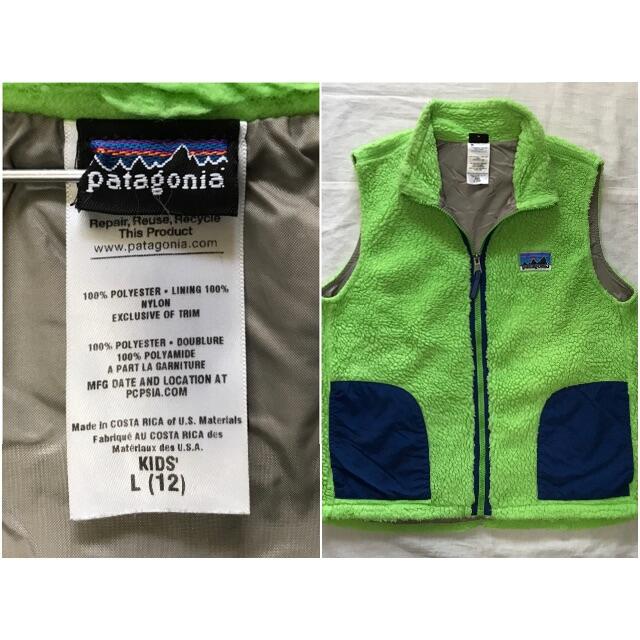 patagonia
Repair, Reuse, Recycle
This Product
www.patagonia.com
100% POLYESTER • LINING 100%
NYLON
EXCLUSIVE OF TRIM
100% POLYESTER • DOUBLURE
100% POLYAMIDE
A PART LA GARNITURE
MFG DATE AND LOCATION AT
PCPSIA.COM
Made in COSTA RICA of U.S. Materials
Fabriqué AU COSTA RICA des
Matériaux des U.S.A.
KIDS'
L (12)